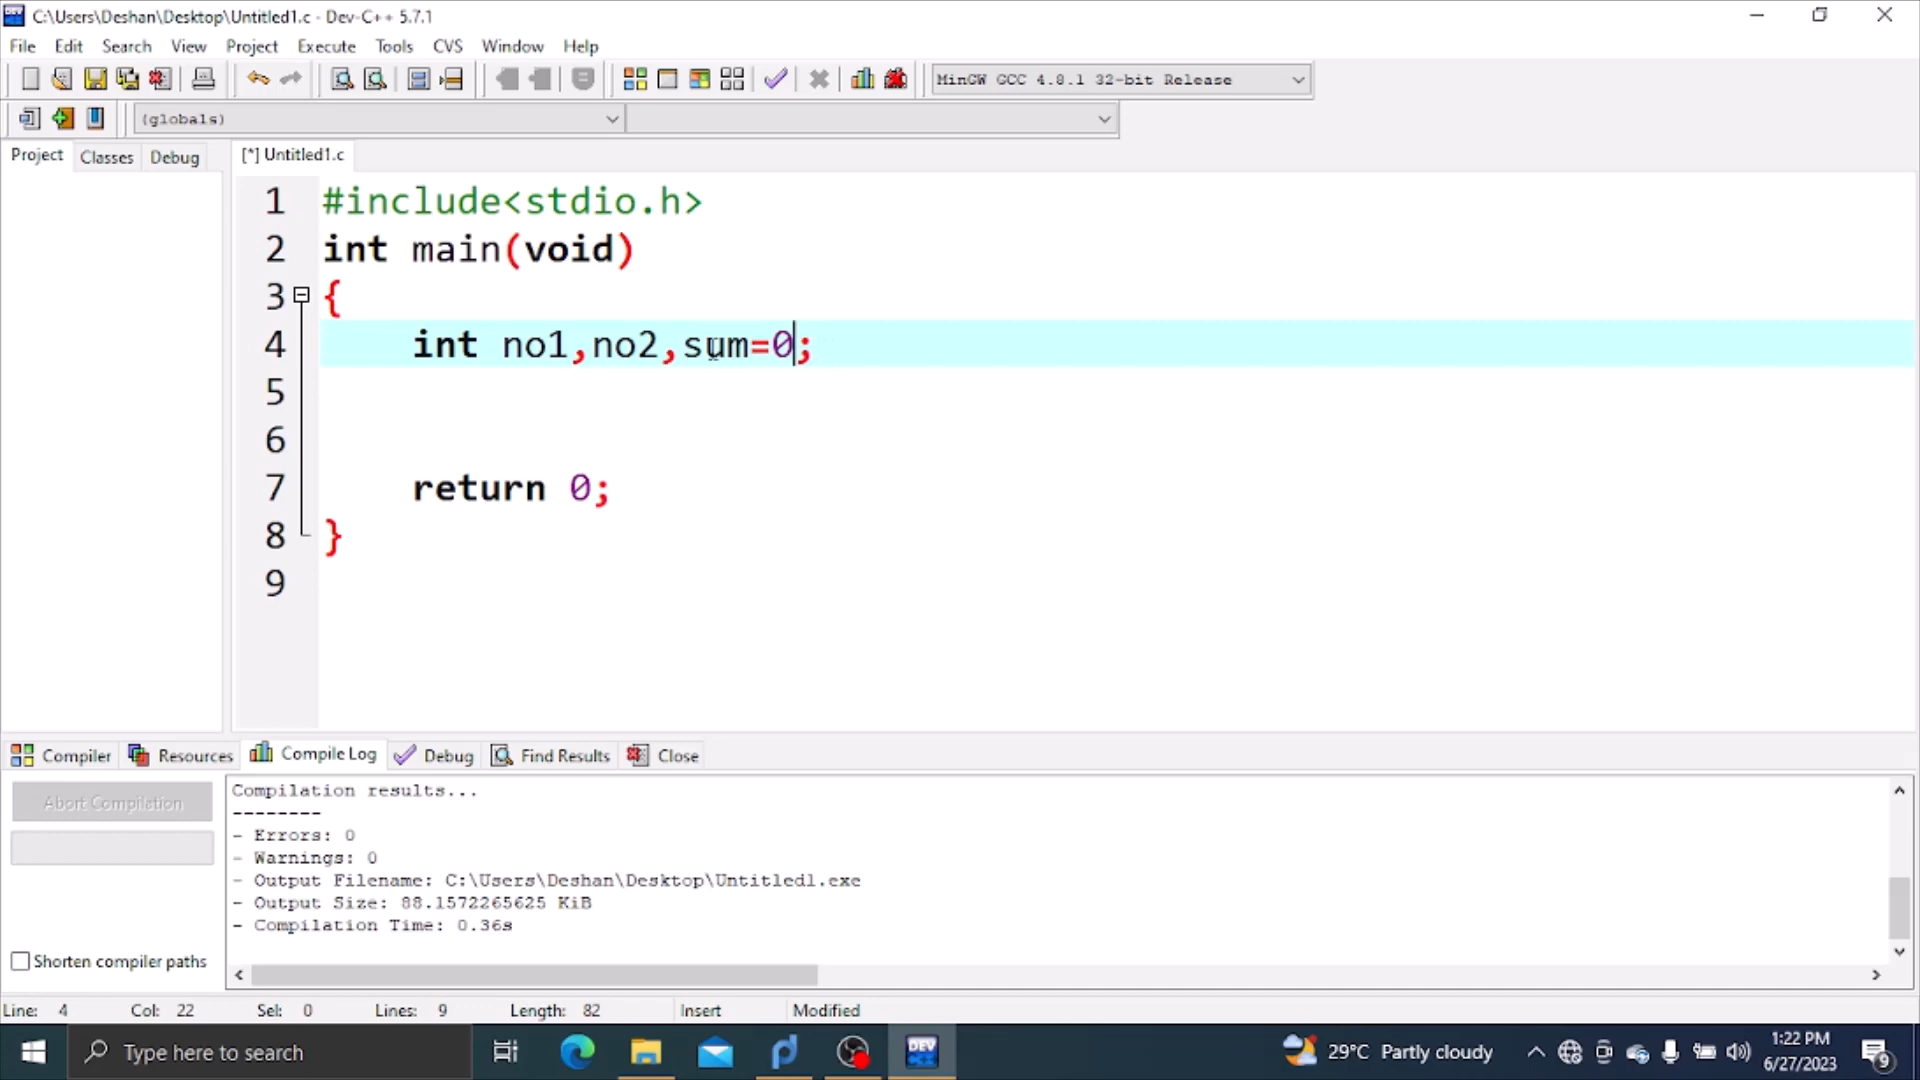 C:\Users\Deshan\Desktop\Untitled1.c - Dev-C++ 5.7.1
File Edit Search View Project Execute Tools CVS Window Help
MinGW GCC 4.8.1 32-bit Release
(globals)
Project Classes Debug [*] Untitled1.c
1 #include<stdio.h>
2 int main(void)
3 {
4 int no1,no2,sum=0;
5
6
7 return 0;
8 }
9
Compiler Resources Compile Log Debug Find Results Close
Abort Compilation
Compilation results...
--------
- Errors: 0
- Warnings: 0
- Output Filename: C:\Users\Deshan\Desktop\Untitled1.exe
- Output Size: 88.1572265625 KiB
- Compilation Time: 0.36s
Shorten compiler paths
Line: 4 Col: 22 Sel: 0 Lines: 9 Length: 82 Insert Modified
Type here to search
DEV
29°C Partly cloudy
1:22 PM
6/27/2023
9